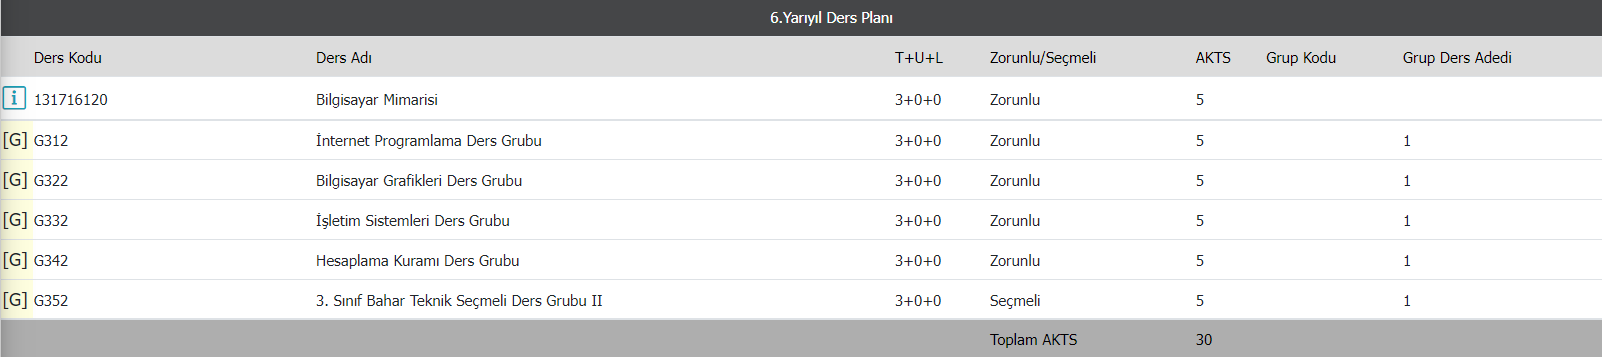 6.Yarıyıl Ders Planı
Ders Kodu Ders Adı T+U+L Zorunlu/Seçmeli AKTS Grup Kodu Grup Ders Adedi
i 131716120 Bilgisayar Mimarisi 3+0+0 Zorunlu 5
[G] G312 İnternet Programlama Ders Grubu 3+0+0 Zorunlu 5 1
[G] G322 Bilgisayar Grafikleri Ders Grubu 3+0+0 Zorunlu 5 1
[G] G332 İşletim Sistemleri Ders Grubu 3+0+0 Zorunlu 5 1
[G] G342 Hesaplama Kuramı Ders Grubu 3+0+0 Zorunlu 5 1
[G] G352 3. Sınıf Bahar Teknik Seçmeli Ders Grubu II 3+0+0 Seçmeli 5 1
Toplam AKTS 30